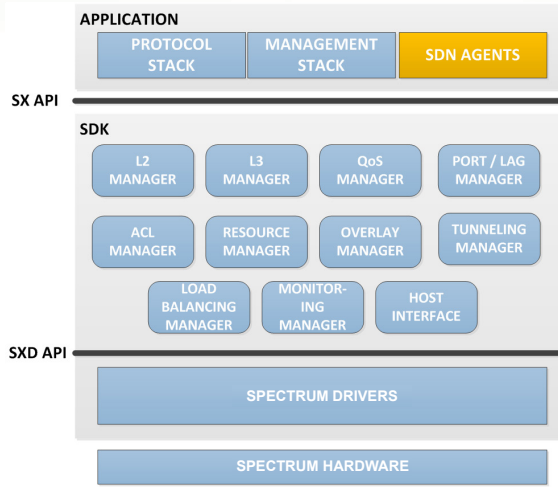 APPLICATION
PROTOCOL
STACK
MANAGEMENT
STACK
SDN AGENTS
SX API
SDK
L2
MANAGER
L3
MANAGER
QoS
MANAGER
PORT / LAG
MANAGER
ACL
MANAGER
RESOURCE
MANAGER
OVERLAY
MANAGER
TUNNELING
MANAGER
LOAD
BALANCING
MANAGER
MONITOR-
ING
MANAGER
HOST
INTERFACE
SXD API
SPECTRUM DRIVERS
SPECTRUM HARDWARE